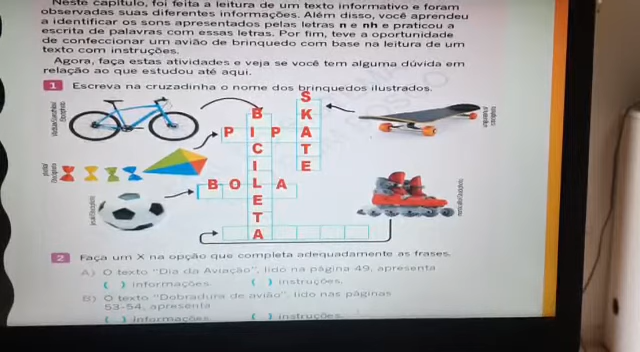 Neste capítulo, foi feita a leitura de um texto informativo e foram
observadas suas diferentes informações. Além disso, você aprendeu
a identificar os sons apresentados pelas letras n e nh e praticou a
escrita de palavras com essas letras. Por fim, teve a oportunidade
de confeccionar um avião de brinquedo com base na leitura de um
texto com instruções.
Agora, faça estas atividades e veja se você tem alguma dúvida em
relação ao que estudou até aqui.
1 Escreva na cruzadinha o nome dos brinquedos ilustrados.
S
B K
P I P A
C T
I E
B O L A
E
T
A
2 Faça um X na opção que completa adequadamente as frases.
A) O texto "Dia da Aviação", lido na página 49, apresenta
( ) informações. ( ) instruções.
B) O texto "Dobradura de avião", lido nas páginas
53-54, apresenta
( ) informações. ( ) instruções.